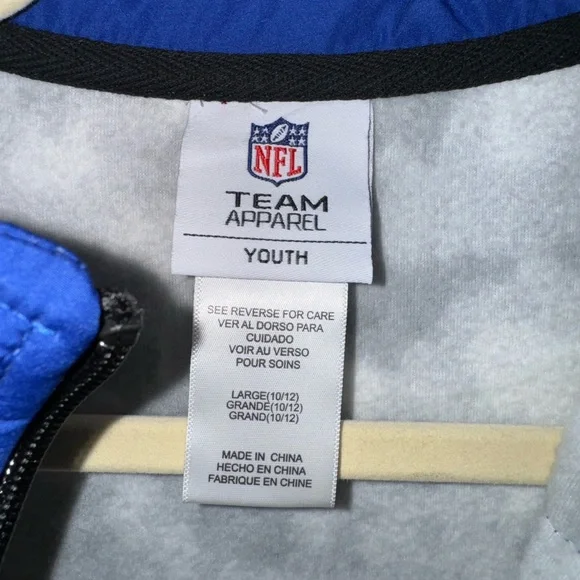 NFL
TEAM
APPAREL
YOUTH
SEE REVERSE FOR CARE
VER AL DORSO PARA
CUIDADO
VOIR AU VERSO
POUR SOINS
LARGE(10/12)
GRANDE(10/12)
GRAND(10/12)
MADE IN CHINA
HECHO EN CHINA
FABRIQUE EN CHINE